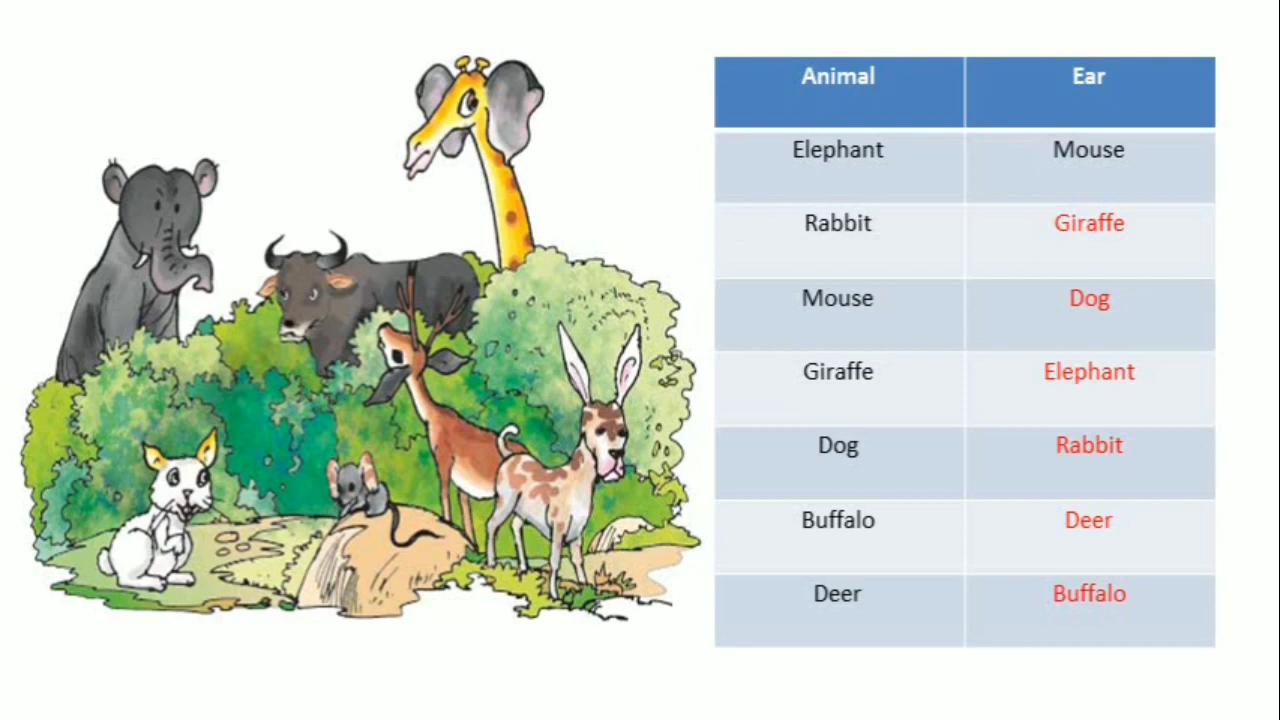 Animal Ear
Elephant Mouse
Rabbit Giraffe
Mouse Dog
Giraffe Elephant
Dog Rabbit
Buffalo Deer
Deer Buffalo